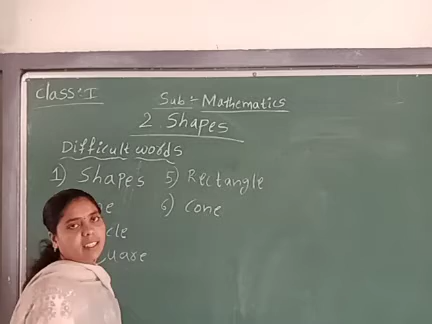 Class:- I
Sub:- Mathematics
2. Shapes
Difficult words
1) Shapes 5) Rectangle
6) Cone